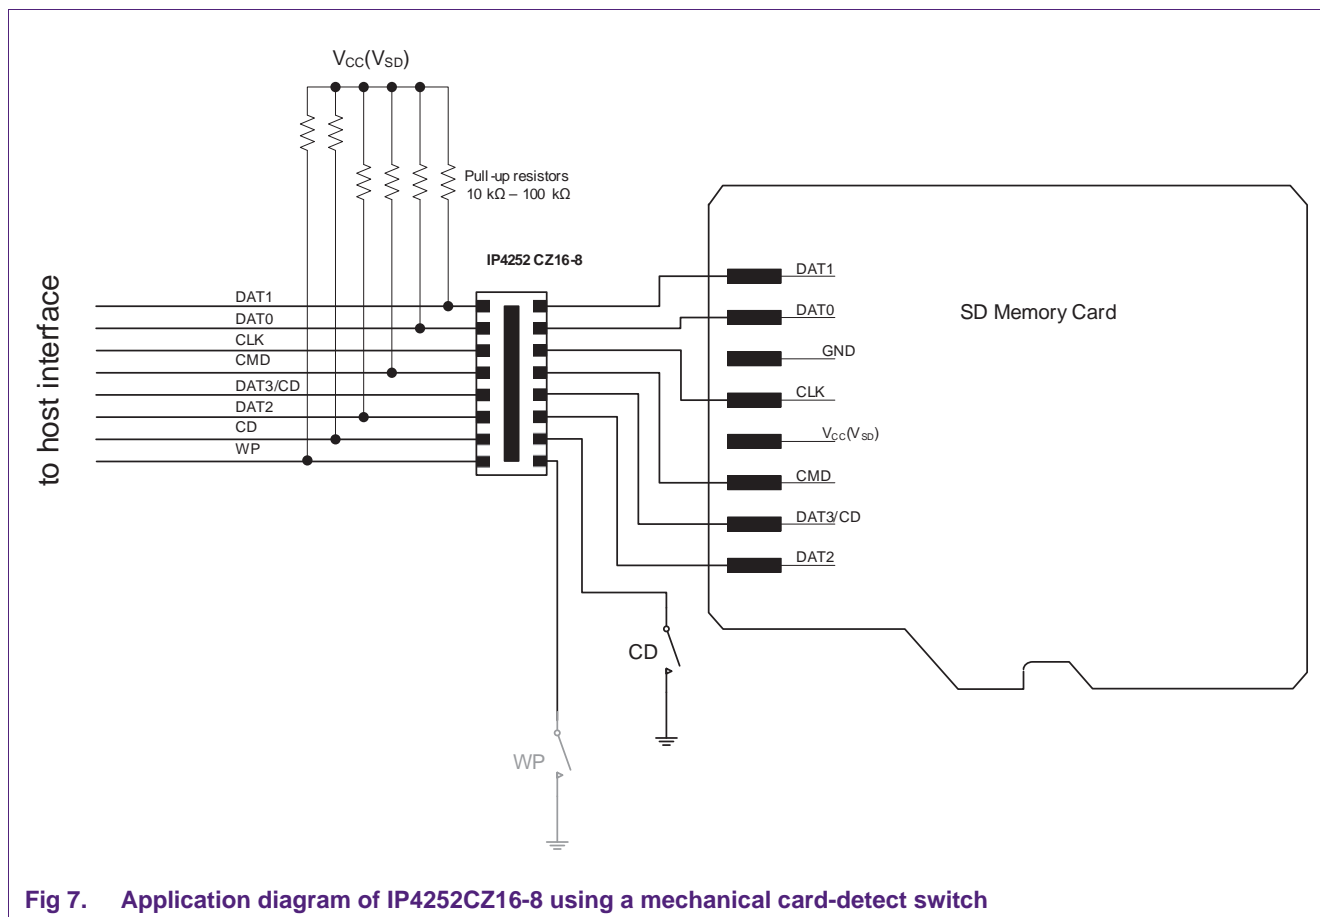 VCC(VSD)
Pull-up resistors
10 kΩ – 100 kΩ
IP4252 CZ16-8
to host interface
DAT1
DAT0
CLK
CMD
DAT3/CD
DAT2
CD
WP
DAT1
DAT0
GND
CLK
VCC(VSD)
CMD
DAT3/CD
DAT2
SD Memory Card
CD
WP
Fig 7. Application diagram of IP4252CZ16-8 using a mechanical card-detect switch